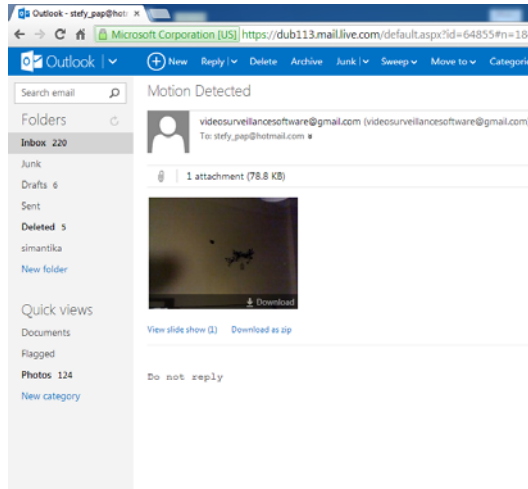 Outlook - stefy_pap@hotr ×
Microsoft Corporation [US] https://dub113.mail.live.com/default.aspx?id=64855#n=18
Outlook
New Reply Delete Archive Junk Sweep Move to Categori
Search email
Motion Detected
Folders
videosurveillancesoftware@gmail.com (videosurveillancesoftware@gmail.com)
To: stefy_pap@hotmail.com
Inbox 220
Junk
1 attachment (78.8 KB)
Drafts 6
Sent
Deleted 5
simantika
New folder
Download
Quick views
View slide show (1) Download as zip
Documents
Flagged
Photos 124
Do not reply
New category